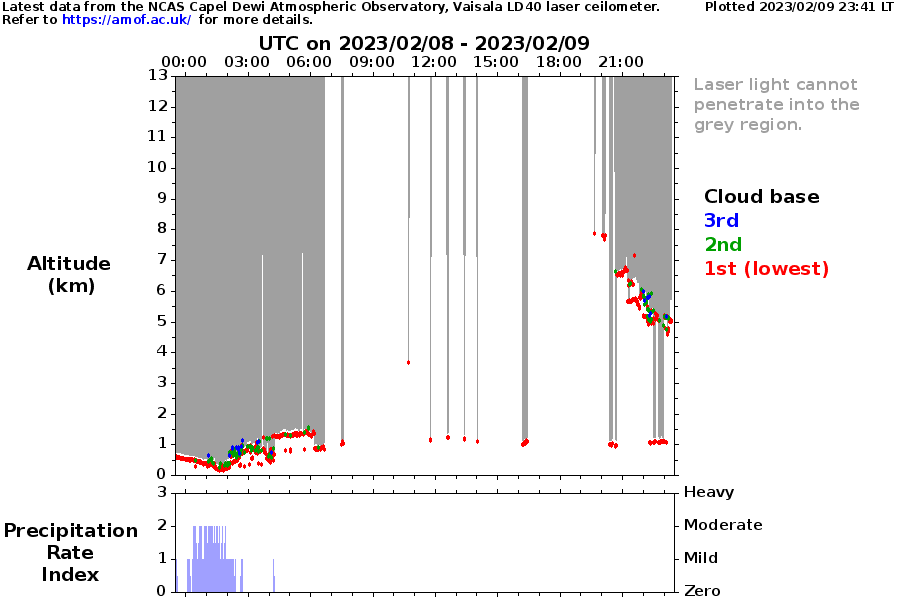 Latest data from the NCAS Capel Dewi Atmospheric Observatory, Vaisala LD40 laser ceilometer.
Plotted 2023/02/09 23:41 LT
Refer to https://amof.ac.uk/ for more details.
UTC on 2023/02/08 - 2023/02/09
00:00 03:00 06:00 09:00 12:00 15:00 18:00 21:00
13
12
11
10
9
8
7
6
5
4
3
2
1
0
Altitude
(km)
Laser light cannot
penetrate into the
grey region.
Cloud base
3rd
2nd
1st (lowest)
3
2
1
0
Precipitation
Rate
Index
Heavy
Moderate
Mild
Zero